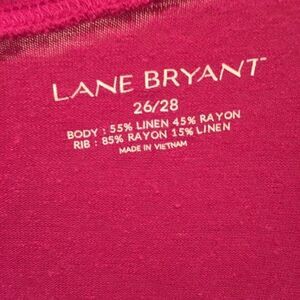 LANE BRYANT
26/28
BODY : 55% LINEN 45% RAYON
RIB : 85% RAYON 15% LINEN
MADE IN VIETNAM